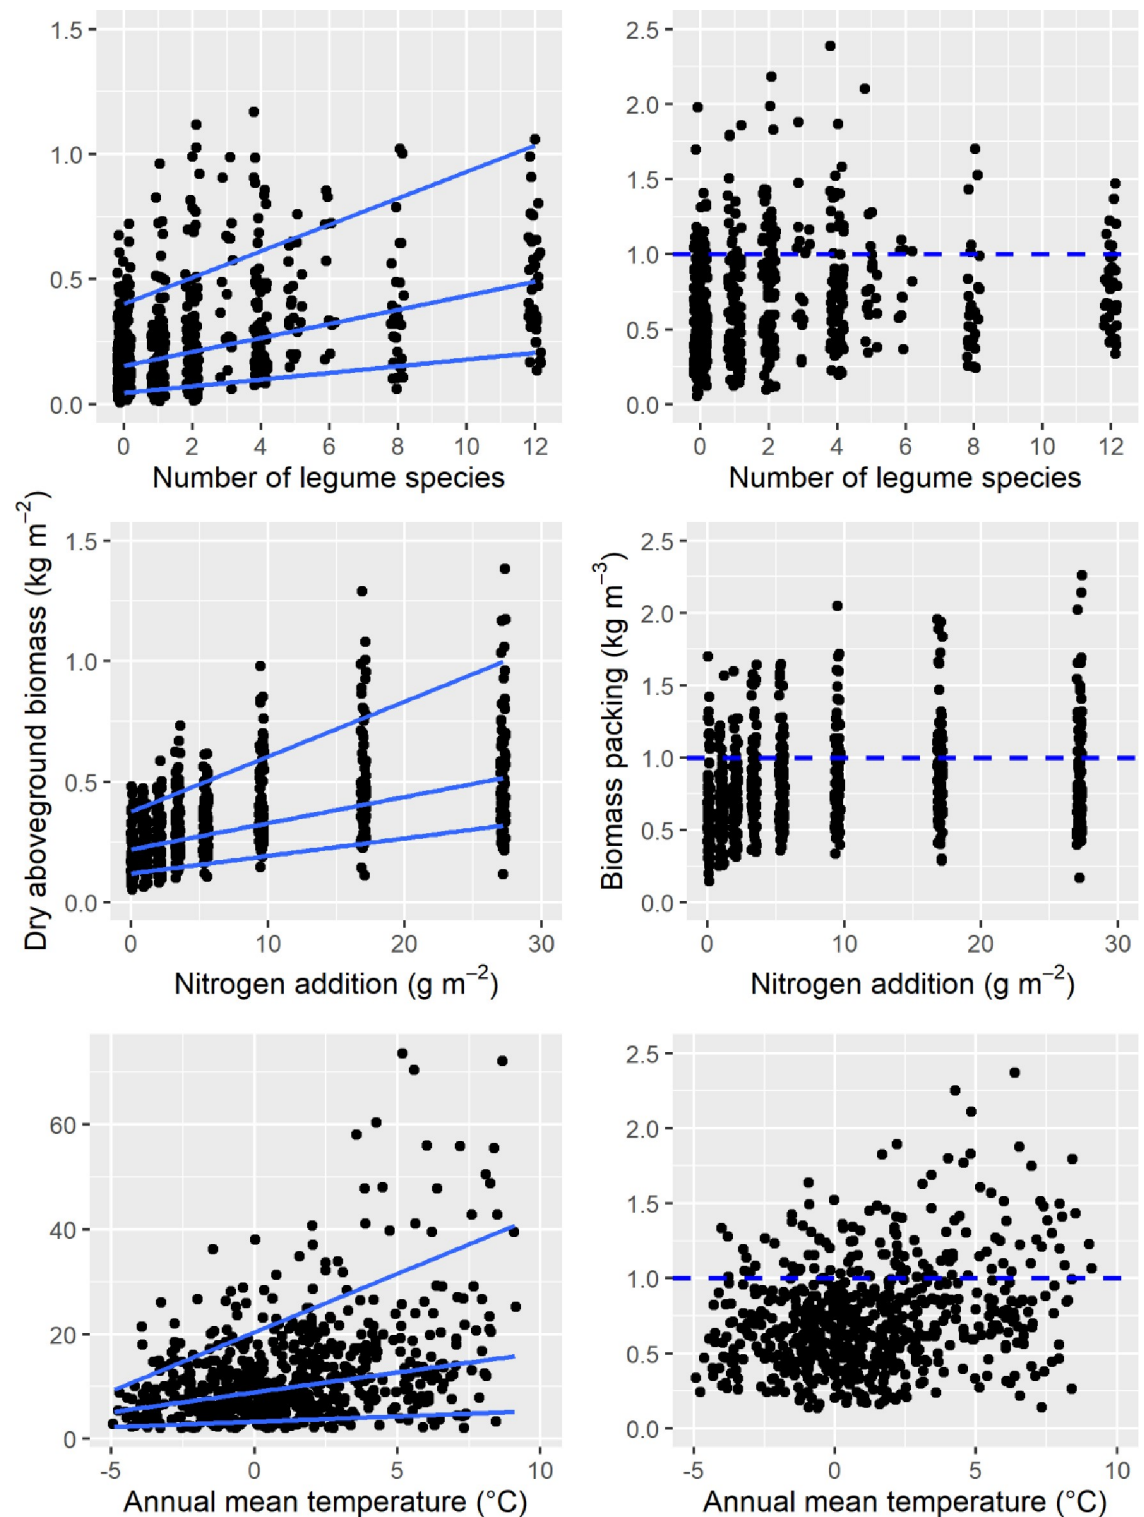 1.5
1.0
0.5
0.0
0 2 4 6 8 10 12
Number of legume species
2.5
2.0
1.5
1.0
0.5
0.0
0 2 4 6 8 10 12
Number of legume species
Dry aboveground biomass (kg m⁻²)
1.5
1.0
0.5
0.0
0 10 20 30
Nitrogen addition (g m⁻²)
Biomass packing (kg m⁻³)
2.5
2.0
1.5
1.0
0.5
0.0
0 10 20 30
Nitrogen addition (g m⁻²)
60
40
20
0
-5 0 5 10
Annual mean temperature (°C)
2.5
2.0
1.5
1.0
0.5
0.0
-5 0 5 10
Annual mean temperature (°C)